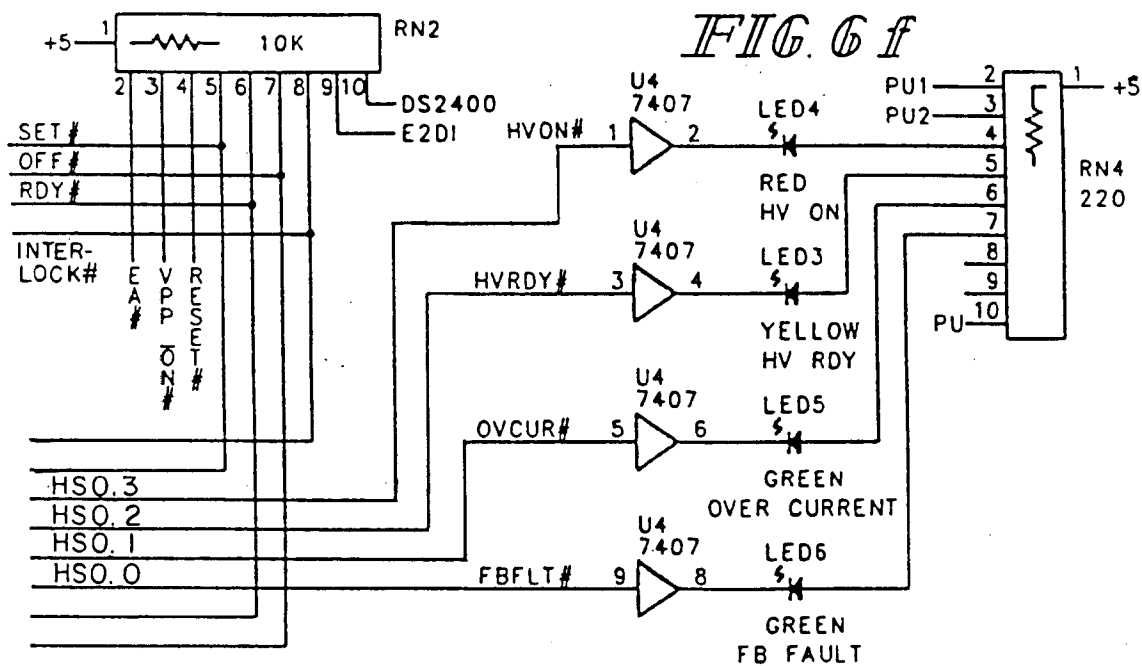 FIG. 6 f
RN2
+5 1 10K
2 3 4 5 6 7 8 9 10
DS2400
E2D1
SET#
OFF#
RDY#
INTER-
LOCK#
EA#
VPP ON#
RESET#
HVON# 1
U4
7407
2
LED4
RED
HV ON
HVRDY# 3
U4
7407
4
LED3
YELLOW
HV RDY
OVCUR# 5
U4
7407
6
LED5
GREEN
OVER CURRENT
FBFLT# 9
U4
7407
8
LED6
GREEN
FB FAULT
HSO.3
HSO.2
HSO.1
HSO.0
PU1 2
PU2 3
4
5
6
7
8
9
PU 10
1 +5
RN4
220